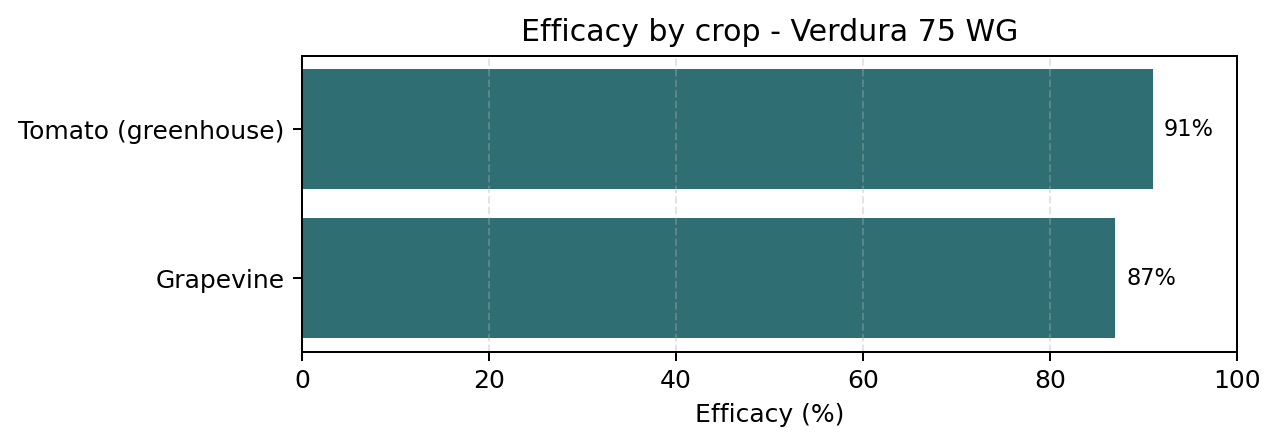 Efficacy by crop - Verdura 75 WG
Tomato (greenhouse)
91%
Grapevine
87%
0 20 40 60 80 100
Efficacy (%)